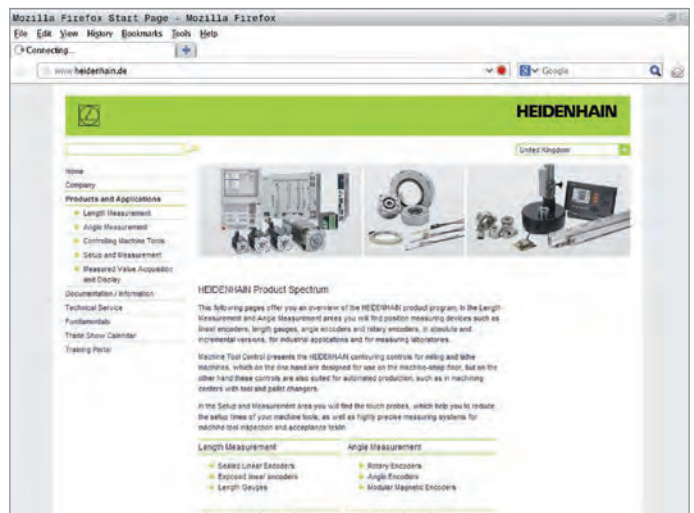 Mozilla Firefox Start Page - Mozilla Firefox
File Edit View History Bookmarks Tools Help
Connecting...
www.heidenhain.de
Google
HEIDENHAIN
United Kingdom
Home
Company
Products and Applications
Length Measurement
Angle Measurement
Controlling Machine Tools
Setup and Measurement
Measured Value Acquisition
and Display
Documentation / Information
Technical Service
Fundamentals
Trade Show Calendar
Training Portal
HEIDENHAIN Product Spectrum
This following pages offer you an overview of the HEIDENHAIN product program. In the Length
Measurement and Angle Measurement areas you will find position measuring devices such as
linear encoders, length gauges, angle encoders and rotary encoders, in absolute and
incremental versions, for industrial applications and for measuring laboratories.
Machine Tool Control presents the HEIDENHAIN contouring controls for milling and lathe
machines, which on the one hand are designed for use on the machine-shop floor, but on the
other hand these controls are also suited for automated production, such as in machining
centers with tool and pallet changers.
In the Setup and Measurement area you will find the touch probes, which help you to reduce
the setup times of your machine tools, as well as highly precise measuring systems for
machine tool inspection and acceptance testin
Length Measurement
Angle Measurement
Sealed Linear Encoders
Rotary Encoders
Exposed linear encoders
Angle Encoders
Length Gauges
Modular Magnetic Encoders